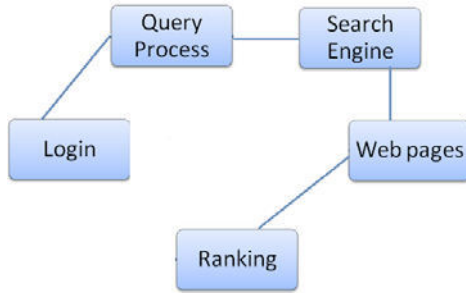 Query
Process
Search
Engine
Login
Web pages
Ranking